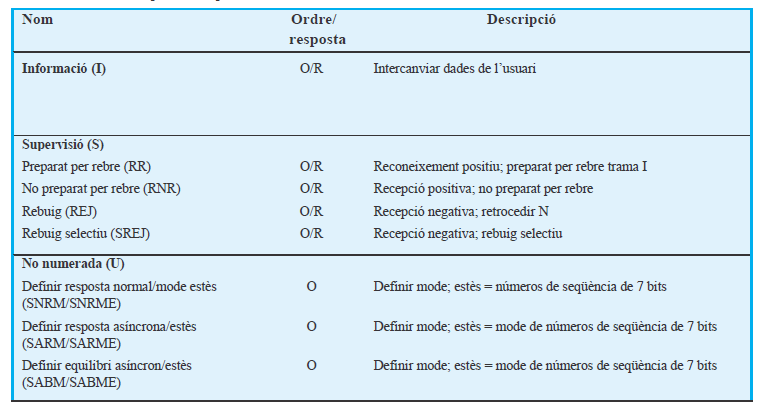 Nom Ordre/ Descripció
resposta
Informació (I) O/R Intercanviar dades de l’usuari
Supervisió (S)
Preparat per rebre (RR) O/R Reconeixement positiu; preparat per rebre trama I
No preparat per rebre (RNR) O/R Recepció positiva; no preparat per rebre
Rebuig (REJ) O/R Recepció negativa; retrocedir N
Rebuig selectiu (SREJ) O/R Recepció negativa; rebuig selectiu
No numerada (U)
Definir resposta normal/mode estès O Definir mode; estès = números de seqüència de 7 bits
(SNRM/SNRME)
Definir resposta asíncrona/estès O Definir mode; estès = mode de números de seqüència de 7 bits
(SARM/SARME)
Definir equilibri asíncron/estès O Definir mode; estès = mode de números de seqüència de 7 bits
(SABM/SABME)